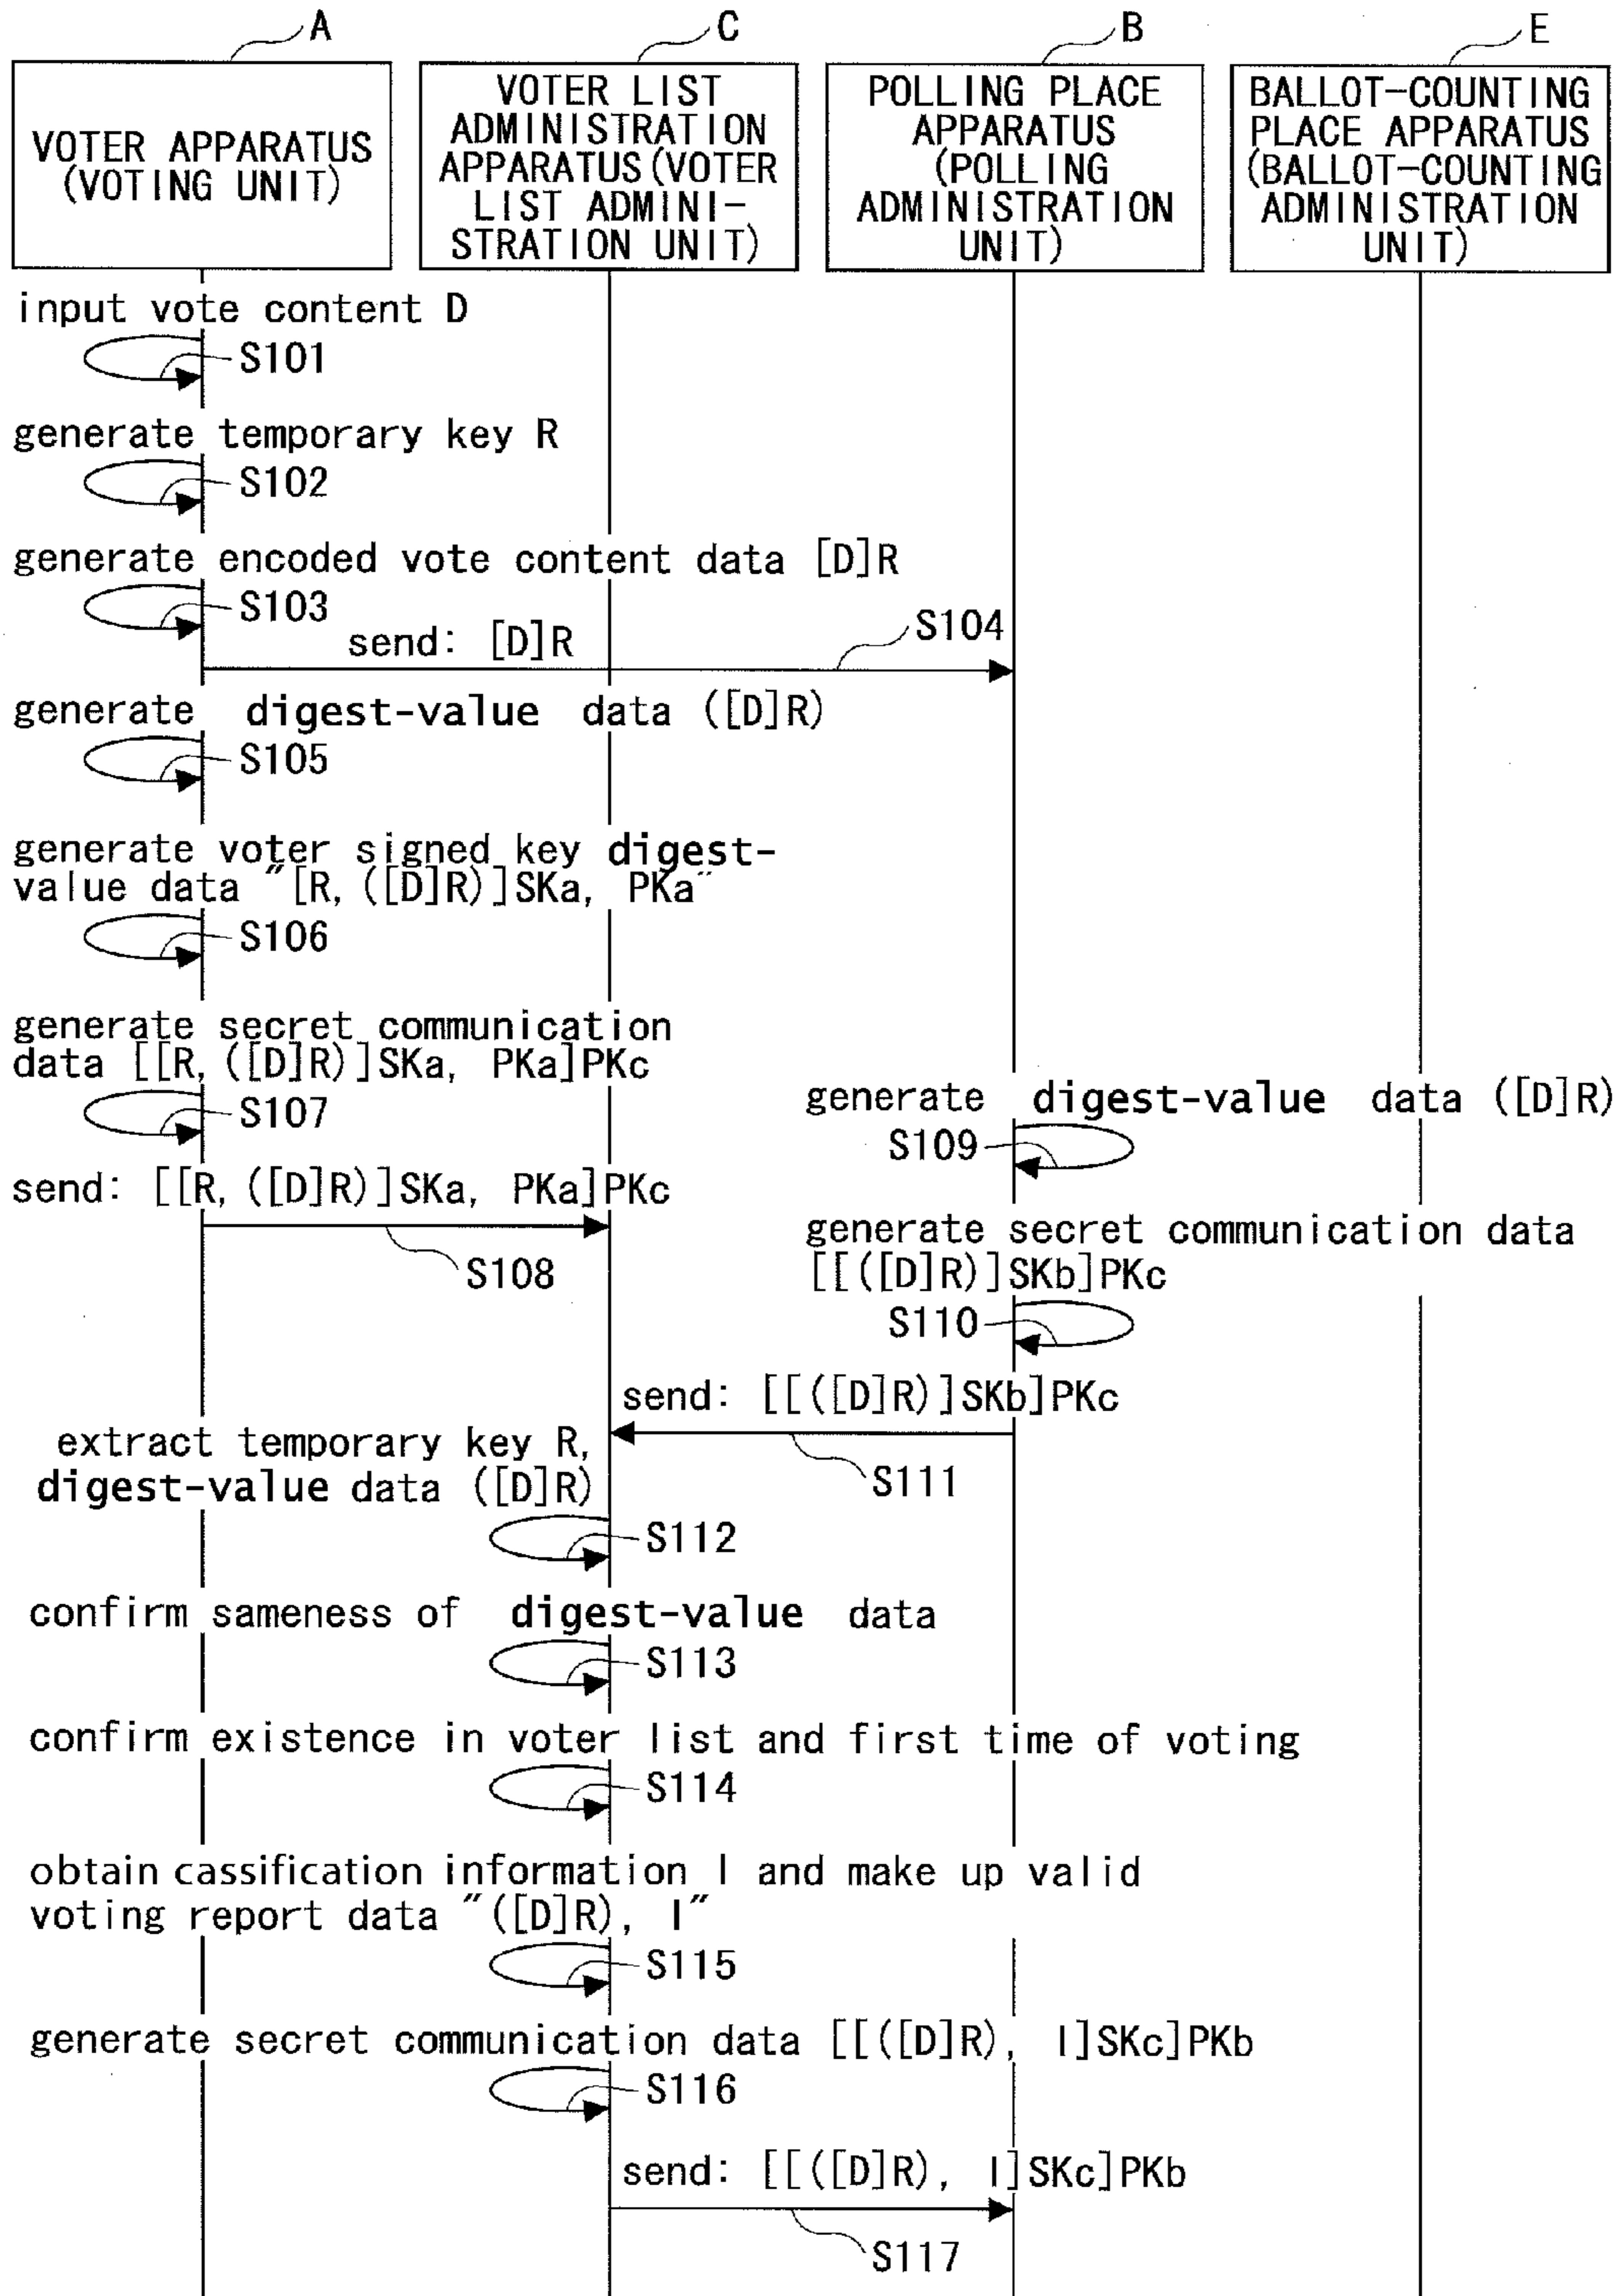 A
C
B
E
VOTER APPARATUS
(VOTING UNIT)
VOTER LIST
ADMINISTRATION
APPARATUS(VOTER
LIST ADMINI-
STRATION UNIT)
POLLING PLACE
APPARATUS
(POLLING
ADMINISTRATION
UNIT)
BALLOT-COUNTING
PLACE APPARATUS
(BALLOT-COUNTING
ADMINISTRATION
UNIT)
input vote content D
S101
generate temporary key R
S102
generate encoded vote content data [D]R
S103
send: [D]R
S104
generate digest-value data ([D]R)
S105
generate voter signed key digest-
value data "[R, ([D]R)]SKa, PKa"
S106
generate secret communication
data [[R, ([D]R)]SKa, PKa]PKc
S107
generate digest-value data ([D]R)
S109
send: [[R, ([D]R)]SKa, PKa]PKc
S108
generate secret communication data
[[([D]R)]SKb]PKc
S110
send: [[([D]R)]SKb]PKc
S111
extract temporary key R,
digest-value data ([D]R)
S112
confirm sameness of digest-value data
S113
confirm existence in voter list and first time of voting
S114
obtain cassification information I and make up valid
voting report data "([D]R), I"
S115
generate secret communication data [[([D]R), I]SKc]PKb
S116
send: [[([D]R), I]SKc]PKb
S117